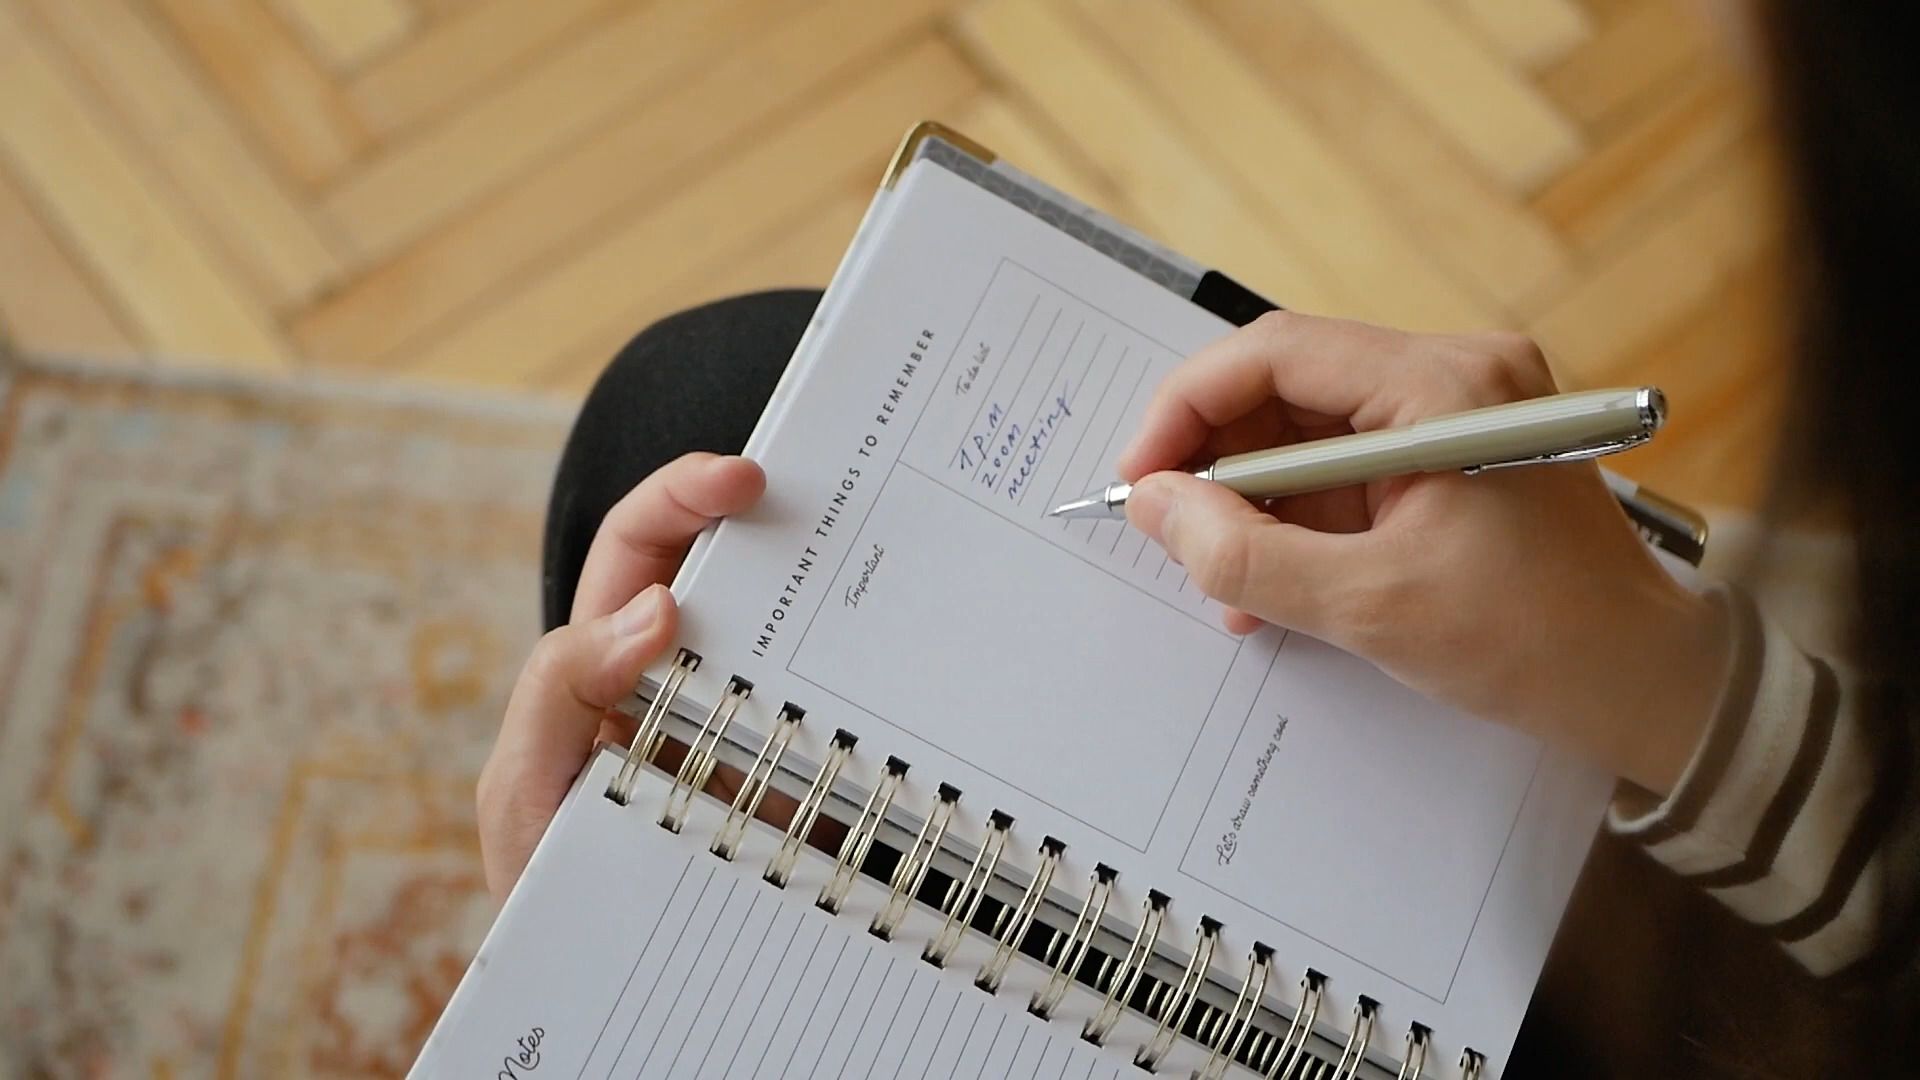 IMPORTANT THINGS TO REMEMBER
To do list
1 P.M
ZOOM
meeting
Important
Let's draw something cool
Notes